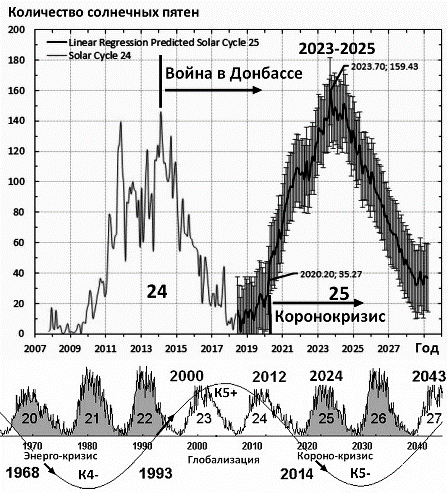 Количество солнечных пятен
Linear Regression Predicted Solar Cycle 25
Solar Cycle 24
2023-2025
2023.70; 159.43
Война в Донбассе
200
180
160
140
120
100
80
60
40
20
0
24
2020.20; 35.27
25
Коронокризис
2007 2009 2011 2013 2015 2017 2019 2021 2023 2025 2027 Год
2000 2012 2024 2043
К5+
20 21 22 23 24 25 26 27
1970 1980 1990 2000 2010 2020 2030 2040
Энерго-кризис Глобализация Короно-кризис
1968 К4- 1993 2014 К5-